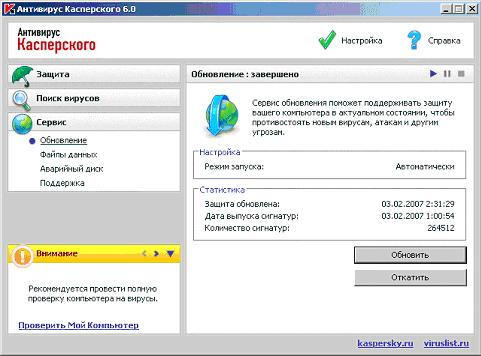 Антивирус Касперского 6.0
Антивирус
Касперского
Настройка
Справка
Защита
Поиск вирусов
Сервис
Обновление
Файлы данных
Аварийный диск
Поддержка
Внимание
Рекомендуется провести полную
проверку компьютера на вирусы.
Проверить Мой Компьютер
Обновление : завершено
Сервис обновления поможет поддерживать защиту
вашего компьютера в актуальном состоянии, чтобы
противостоять новым вирусам, атакам и другим
угрозам.
Настройка
Режим запуска: Автоматически
Статистика
Защита обновлена: 03.02.2007 2:31:29
Дата выпуска сигнатур: 03.02.2007 1:00:54
Количество сигнатур: 264512
Обновить
Откатить
kaspersky.ru viruslist.ru